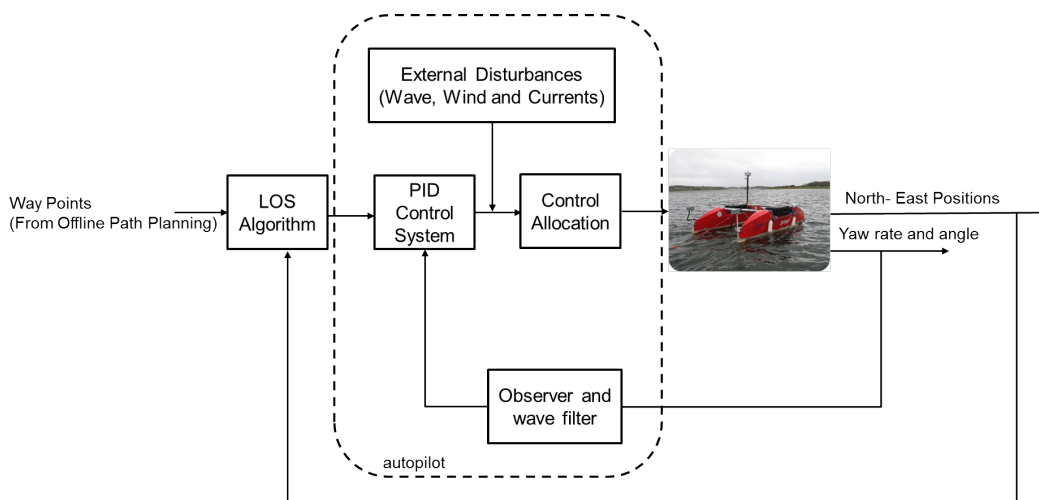 External Disturbances
(Wave, Wind and Currents)
Way Points
(From Offline Path Planning)
LOS
Algorithm
PID
Control
System
Control
Allocation
North- East Positions
Yaw rate and angle
Observer and
wave filter
autopilot